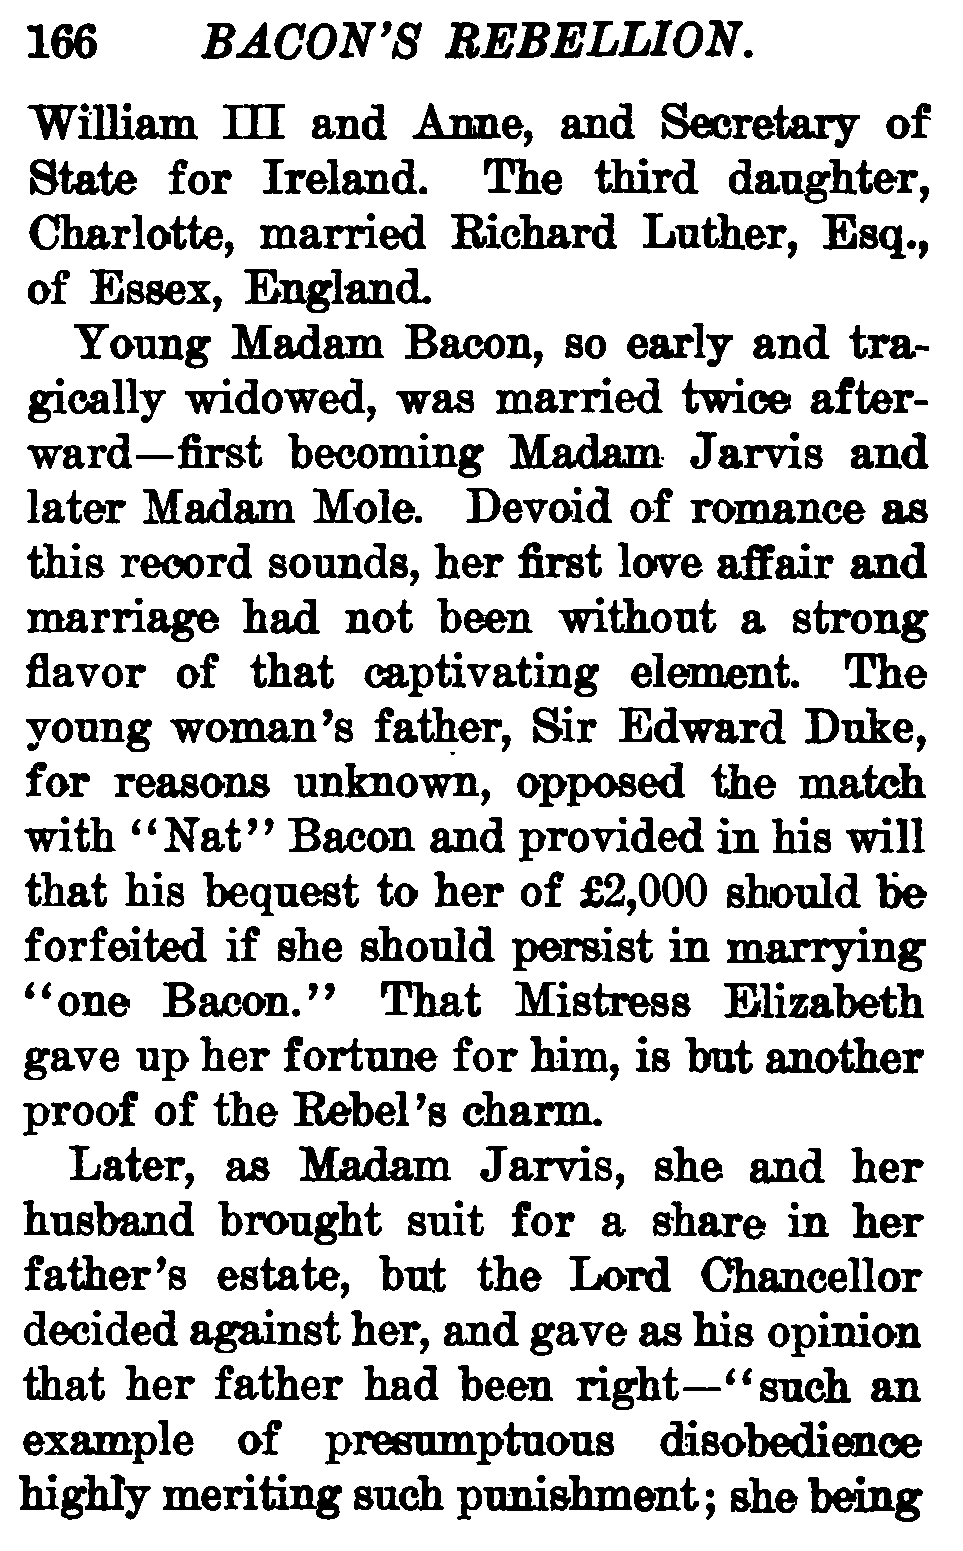 166 BACON'S REBELLION.
William III and Anne, and Secretary of
State for Ireland. The third daughter,
Charlotte, married Richard Luther, Esq.,
of Essex, England.
Young Madam Bacon, so early and tra-
gically widowed, was married twice after-
ward—first becoming Madam Jarvis and
later Madam Mole. Devoid of romance as
this record sounds, her first love affair and
marriage had not been without a strong
flavor of that captivating element. The
young woman's father, Sir Edward Duke,
for reasons unknown, opposed the match
with "Nat" Bacon and provided in his will
that his bequest to her of £2,000 should be
forfeited if she should persist in marrying
"one Bacon." That Mistress Elizabeth
gave up her fortune for him, is but another
proof of the Rebel's charm.
Later, as Madam Jarvis, she and her
husband brought suit for a share in her
father's estate, but the Lord Chancellor
decided against her, and gave as his opinion
that her father had been right—"such an
example of presumptuous disobedience
highly meriting such punishment; she being